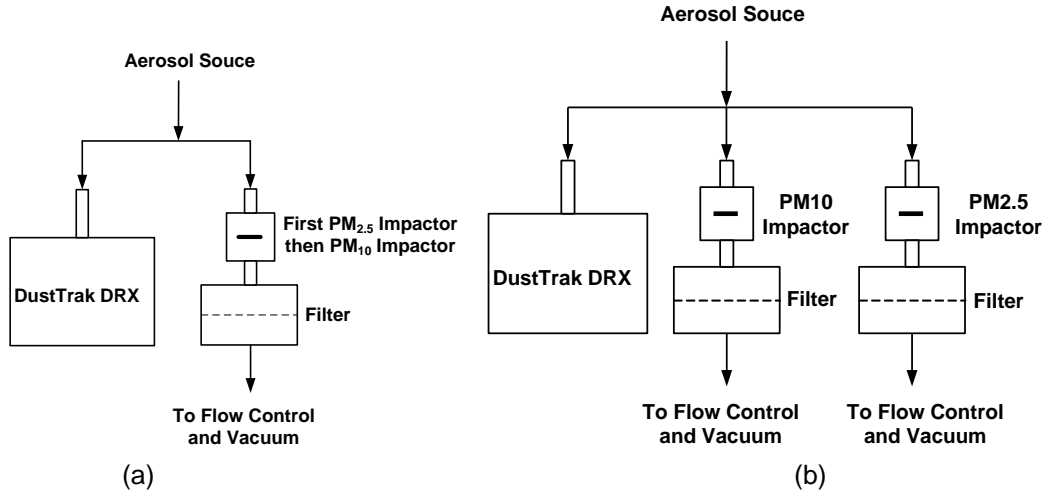 Aerosol Souce
First PM2.5 Impactor
then PM10 Impactor
DustTrak DRX
Filter
To Flow Control
and Vacuum
(a)
Aerosol Souce
PM10
Impactor
PM2.5
Impactor
DustTrak DRX
Filter
Filter
To Flow Control
and Vacuum
To Flow Control
and Vacuum
(b)